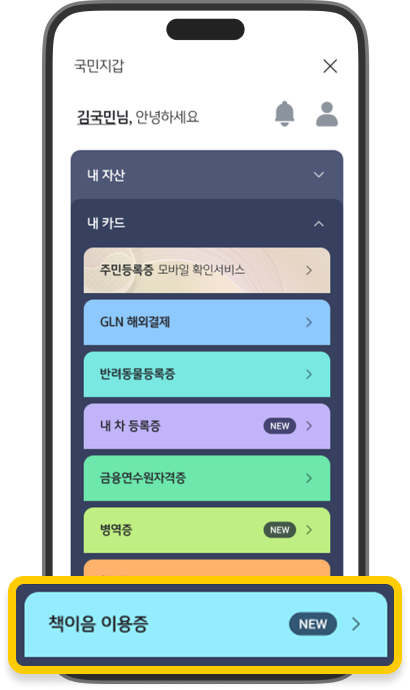 국민지갑
김국민님, 안녕하세요
내 자산
내 카드
주민등록증 모바일 확인서비스
GLN 해외결제
반려동물등록증
내 차 등록증 NEW
금융연수원자격증
병역증 NEW
책이음 이용증 NEW